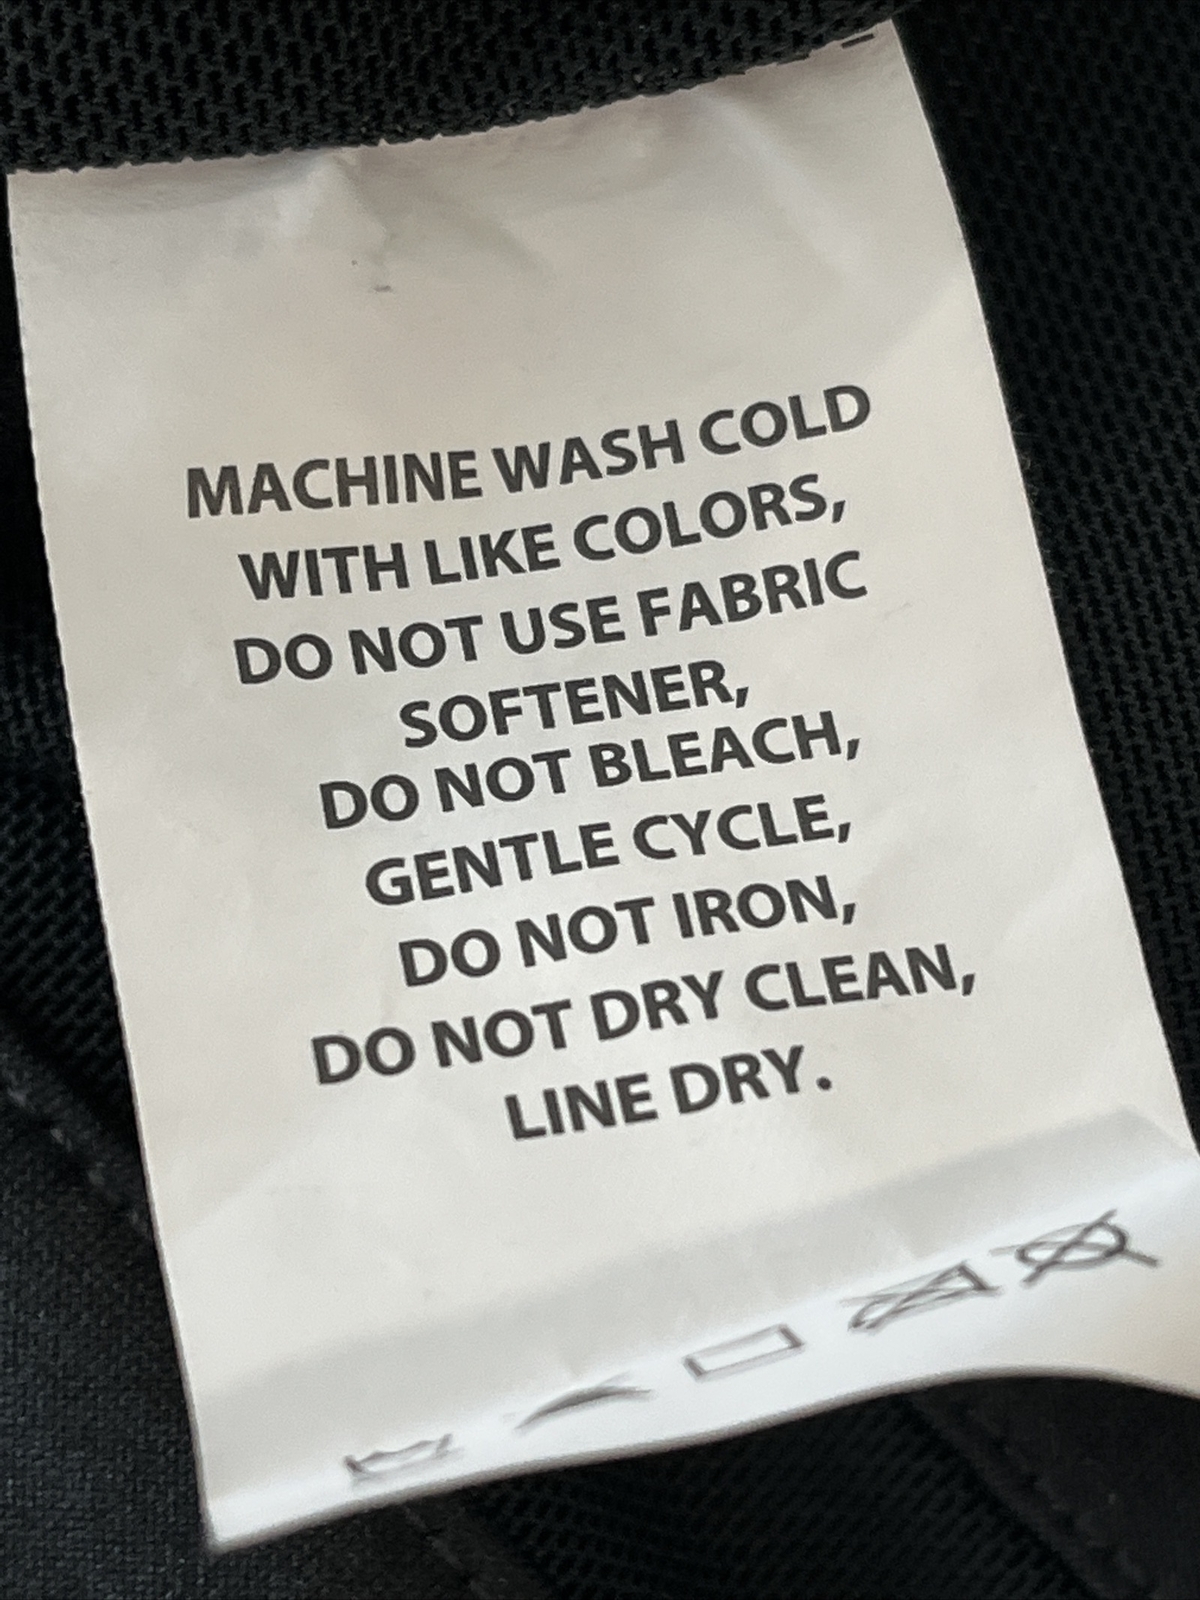 MACHINE WASH COLD
WITH LIKE COLORS,
DO NOT USE FABRIC
SOFTENER,
DO NOT BLEACH,
GENTLE CYCLE,
DO NOT IRON,
DO NOT DRY CLEAN,
LINE DRY.